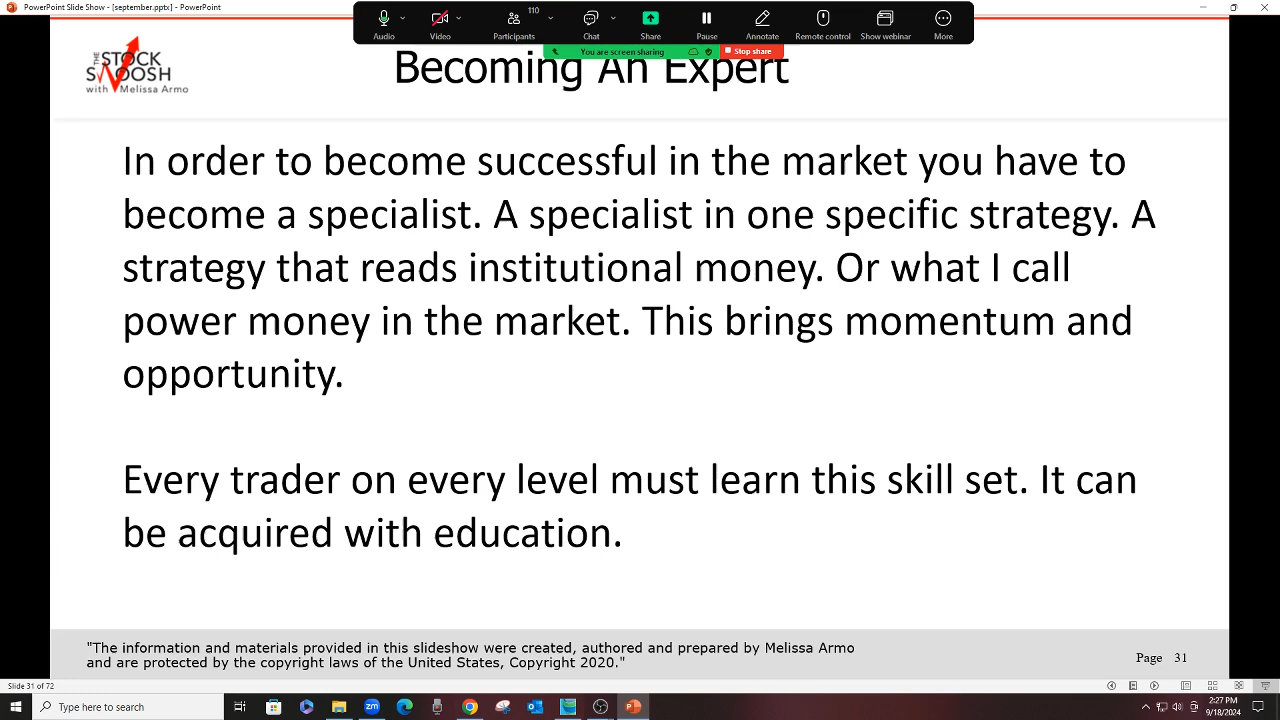 PowerPoint Slide Show - [september.pptx] - PowerPoint
Audio
Video
110
Participants
Chat
Share
Pause
Annotate
Remote control
Show webinar
More
You are screen sharing
Stop share
THE
STOCK
SWOOSH
with Melissa Armo
Becoming An Expert
In order to become successful in the market you have to
become a specialist. A specialist in one specific strategy. A
strategy that reads institutional money. Or what I call
power money in the market. This brings momentum and
opportunity.
Every trader on every level must learn this skill set. It can
be acquired with education.
"The information and materials provided in this slideshow were created, authored and prepared by Melissa Armo
and are protected by the copyright laws of the United States, Copyright 2020."
Page 31
Slide 31 of 72
Type here to search
2:27 PM
9/18/2024